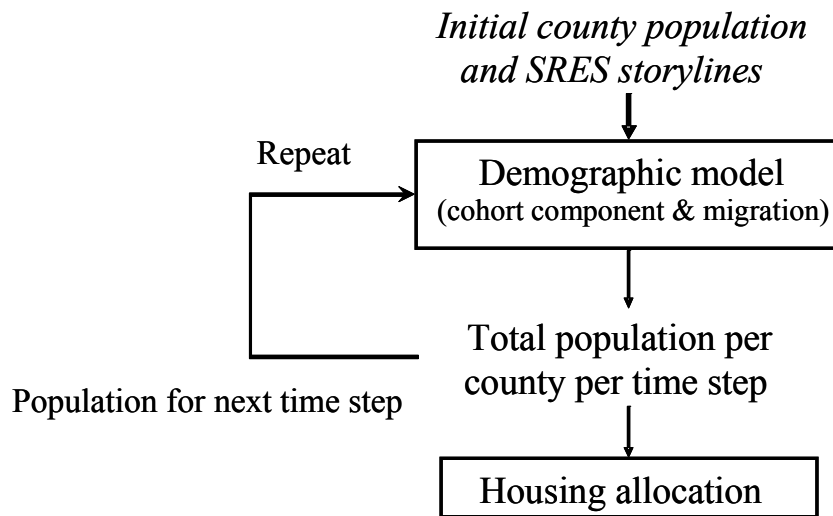 Initial county population
and SRES storylines
Repeat
Demographic model
(cohort component & migration)
Total population per
county per time step
Population for next time step
Housing allocation